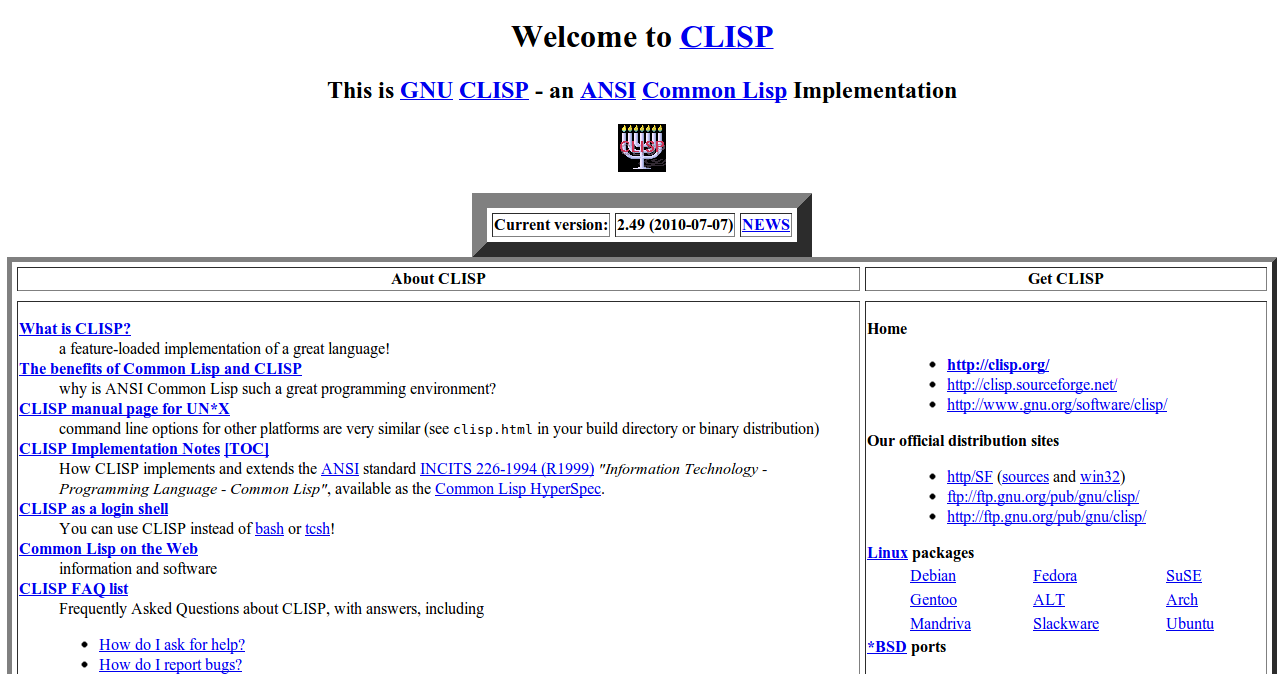 Welcome to CLISP
This is GNU CLISP - an ANSI Common Lisp Implementation
CLISP
Current version: 2.49 (2010-07-07) NEWS
About CLISP
What is CLISP?
a feature-loaded implementation of a great language!
The benefits of Common Lisp and CLISP
why is ANSI Common Lisp such a great programming environment?
CLISP manual page for UN*X
command line options for other platforms are very similar (see clisp.html in your build directory or binary distribution)
CLISP Implementation Notes [TOC]
How CLISP implements and extends the ANSI standard INCITS 226-1994 (R1999) "Information Technology -
Programming Language - Common Lisp", available as the Common Lisp HyperSpec.
CLISP as a login shell
You can use CLISP instead of bash or tcsh!
Common Lisp on the Web
information and software
CLISP FAQ list
Frequently Asked Questions about CLISP, with answers, including
How do I ask for help?
How do I report bugs?
Get CLISP
Home
http://clisp.org/
http://clisp.sourceforge.net/
http://www.gnu.org/software/clisp/
Our official distribution sites
http/SF (sources and win32)
ftp://ftp.gnu.org/pub/gnu/clisp/
http://ftp.gnu.org/pub/gnu/clisp/
Linux packages
Debian Fedora SuSE
Gentoo ALT Arch
Mandriva Slackware Ubuntu
*BSD ports